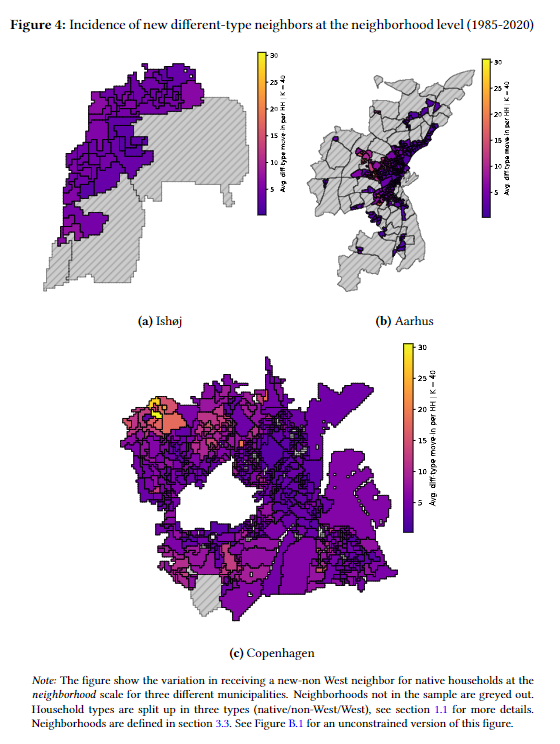 Figure 4: Incidence of new different-type neighbors at the neighborhood level (1985-2020)
30
25
20
15
10
5
Avg. diff type move in per HH | K = 40
30
25
20
15
10
5
Avg. diff type move in per HH | K = 40
(a) Ishøj
(b) Aarhus
30
25
20
15
10
5
Avg. diff type move in per HH | K = 40
(c) Copenhagen
Note: The figure show the variation in receiving a new-non West neighbor for native households at the
neighborhood scale for three different municipalities. Neighborhoods not in the sample are greyed out.
Household types are split up in three types (native/non-West/West), see section 1.1 for more details.
Neighborhoods are defined in section 3.3. See Figure B.1 for an unconstrained version of this figure.